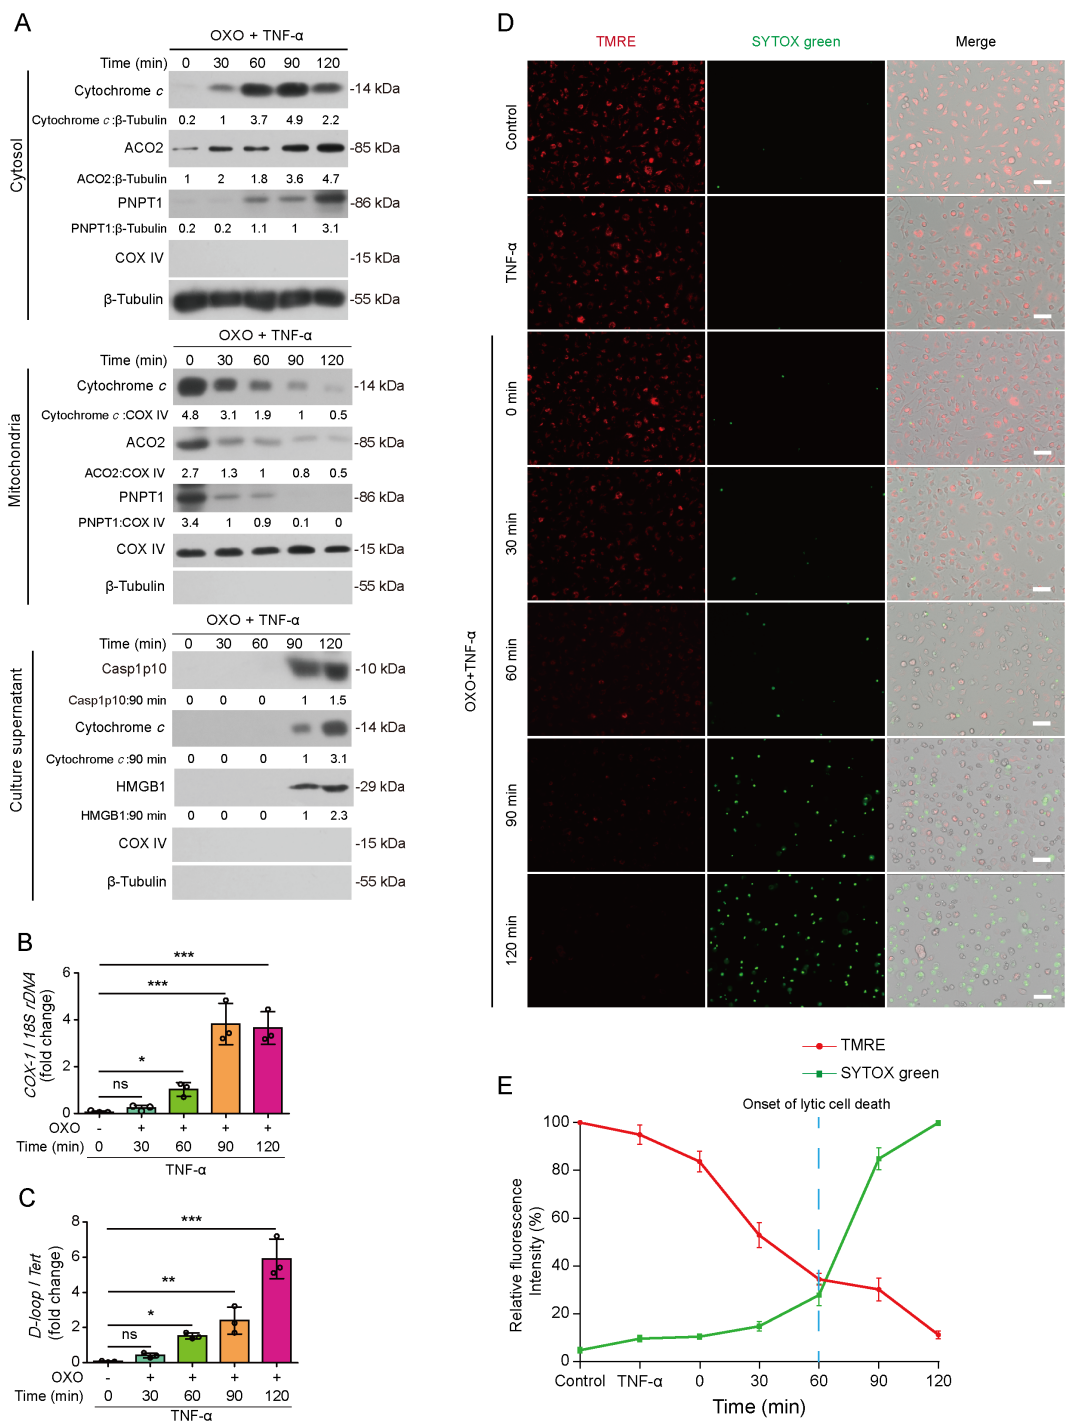 A
OXO + TNF-α
Time (min) 0 30 60 90 120
Cytosol
Cytochrome c -14 kDa
Cytochrome c:β-Tubulin 0.2 1 3.7 4.9 2.2
ACO2 -85 kDa
ACO2:β-Tubulin 1 2 1.8 3.6 4.7
PNPT1 -86 kDa
PNPT1:β-Tubulin 0.2 0.2 1.1 1 3.1
COX IV -15 kDa
β-Tubulin -55 kDa
OXO + TNF-α
Time (min) 0 30 60 90 120
Mitochondria
Cytochrome c -14 kDa
Cytochrome c :COX IV 4.8 3.1 1.9 1 0.5
ACO2 -85 kDa
ACO2:COX IV 2.7 1.3 1 0.8 0.5
PNPT1 -86 kDa
PNPT1:COX IV 3.4 1 0.9 0.1 0
COX IV -15 kDa
β-Tubulin -55 kDa
OXO + TNF-α
Time (min) 0 30 60 90 120
Culture supernatant
Casp1p10 -10 kDa
Casp1p10:90 min 0 0 0 1 1.5
Cytochrome c -14 kDa
Cytochrome c:90 min 0 0 0 1 3.1
HMGB1 -29 kDa
HMGB1:90 min 0 0 0 1 2.3
COX IV -15 kDa
β-Tubulin -55 kDa
B
COX-1 / 18S rDNA
(fold change)
6
4
2
0
***
***
*
ns
OXO - + + + +
Time (min) 0 30 60 90 120
TNF-α
C
D-loop / Tert
(fold change)
8
6
4
2
0
***
**
*
ns
OXO - + + + +
Time (min) 0 30 60 90 120
TNF-α
D
TMRE SYTOX green Merge
Control
TNF-α
OXO+TNF-α
0 min
30 min
60 min
90 min
120 min
E
TMRE
SYTOX green
Onset of lytic cell death
Relative fluorescence
Intensity (%)
100
80
60
40
20
0
Control TNF-α 0 30 60 90 120
Time (min)